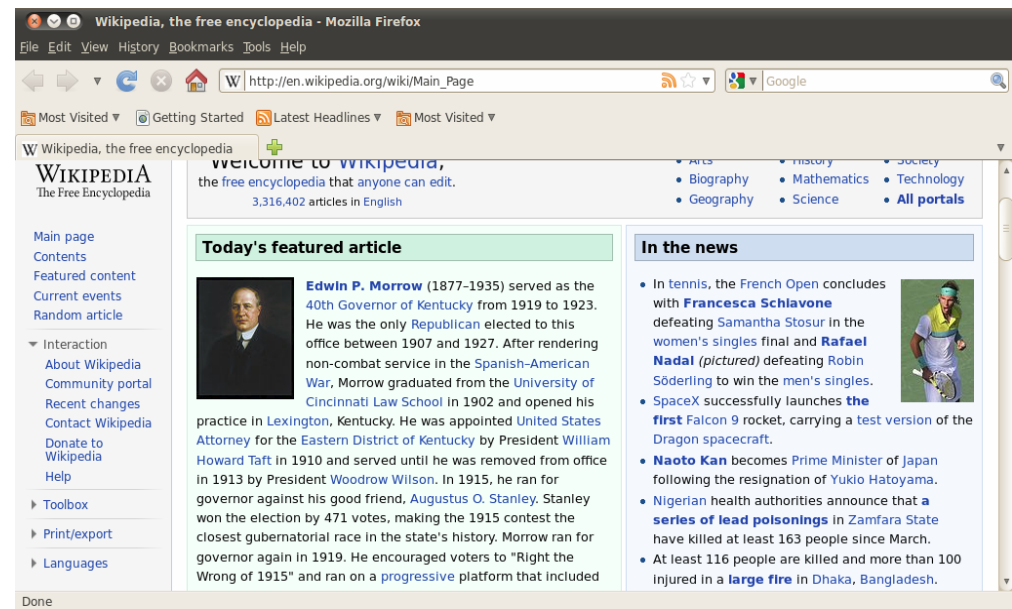 Wikipedia, the free encyclopedia - Mozilla Firefox
File Edit View History Bookmarks Tools Help
W http://en.wikipedia.org/wiki/Main_Page
Google
Most Visited
Getting Started
Latest Headlines
Most Visited
W Wikipedia, the free encyclopedia
WIKIPEDIA
The Free Encyclopedia
Main page
Contents
Featured content
Current events
Random article
Interaction
About Wikipedia
Community portal
Recent changes
Contact Wikipedia
Donate to
Wikipedia
Help
Toolbox
Print/export
Languages
Welcome to Wikipedia,
the free encyclopedia that anyone can edit.
3,316,402 articles in English
• Arts • History • Society
• Biography • Mathematics • Technology
• Geography • Science • All portals
Today's featured article
Edwin P. Morrow (1877–1935) served as the
40th Governor of Kentucky from 1919 to 1923.
He was the only Republican elected to this
office between 1907 and 1927. After rendering
non-combat service in the Spanish–American
War, Morrow graduated from the University of
Cincinnati Law School in 1902 and opened his
practice in Lexington, Kentucky. He was appointed United States
Attorney for the Eastern District of Kentucky by President William
Howard Taft in 1910 and served until he was removed from office
in 1913 by President Woodrow Wilson. In 1915, he ran for
governor against his good friend, Augustus O. Stanley. Stanley
won the election by 471 votes, making the 1915 contest the
closest gubernatorial race in the state's history. Morrow ran for
governor again in 1919. He encouraged voters to "Right the
Wrong of 1915" and ran on a progressive platform that included
In the news
• In tennis, the French Open concludes
with Francesca Schiavone
defeating Samantha Stosur in the
women's singles final and Rafael
Nadal (pictured) defeating Robin
Söderling to win the men's singles.
• SpaceX successfully launches the
first Falcon 9 rocket, carrying a test version of the
Dragon spacecraft.
• Naoto Kan becomes Prime Minister of Japan
following the resignation of Yukio Hatoyama.
• Nigerian health authorities announce that a
series of lead poisonings in Zamfara State
have killed at least 163 people since March.
• At least 116 people are killed and more than 100
injured in a large fire in Dhaka, Bangladesh.
Done